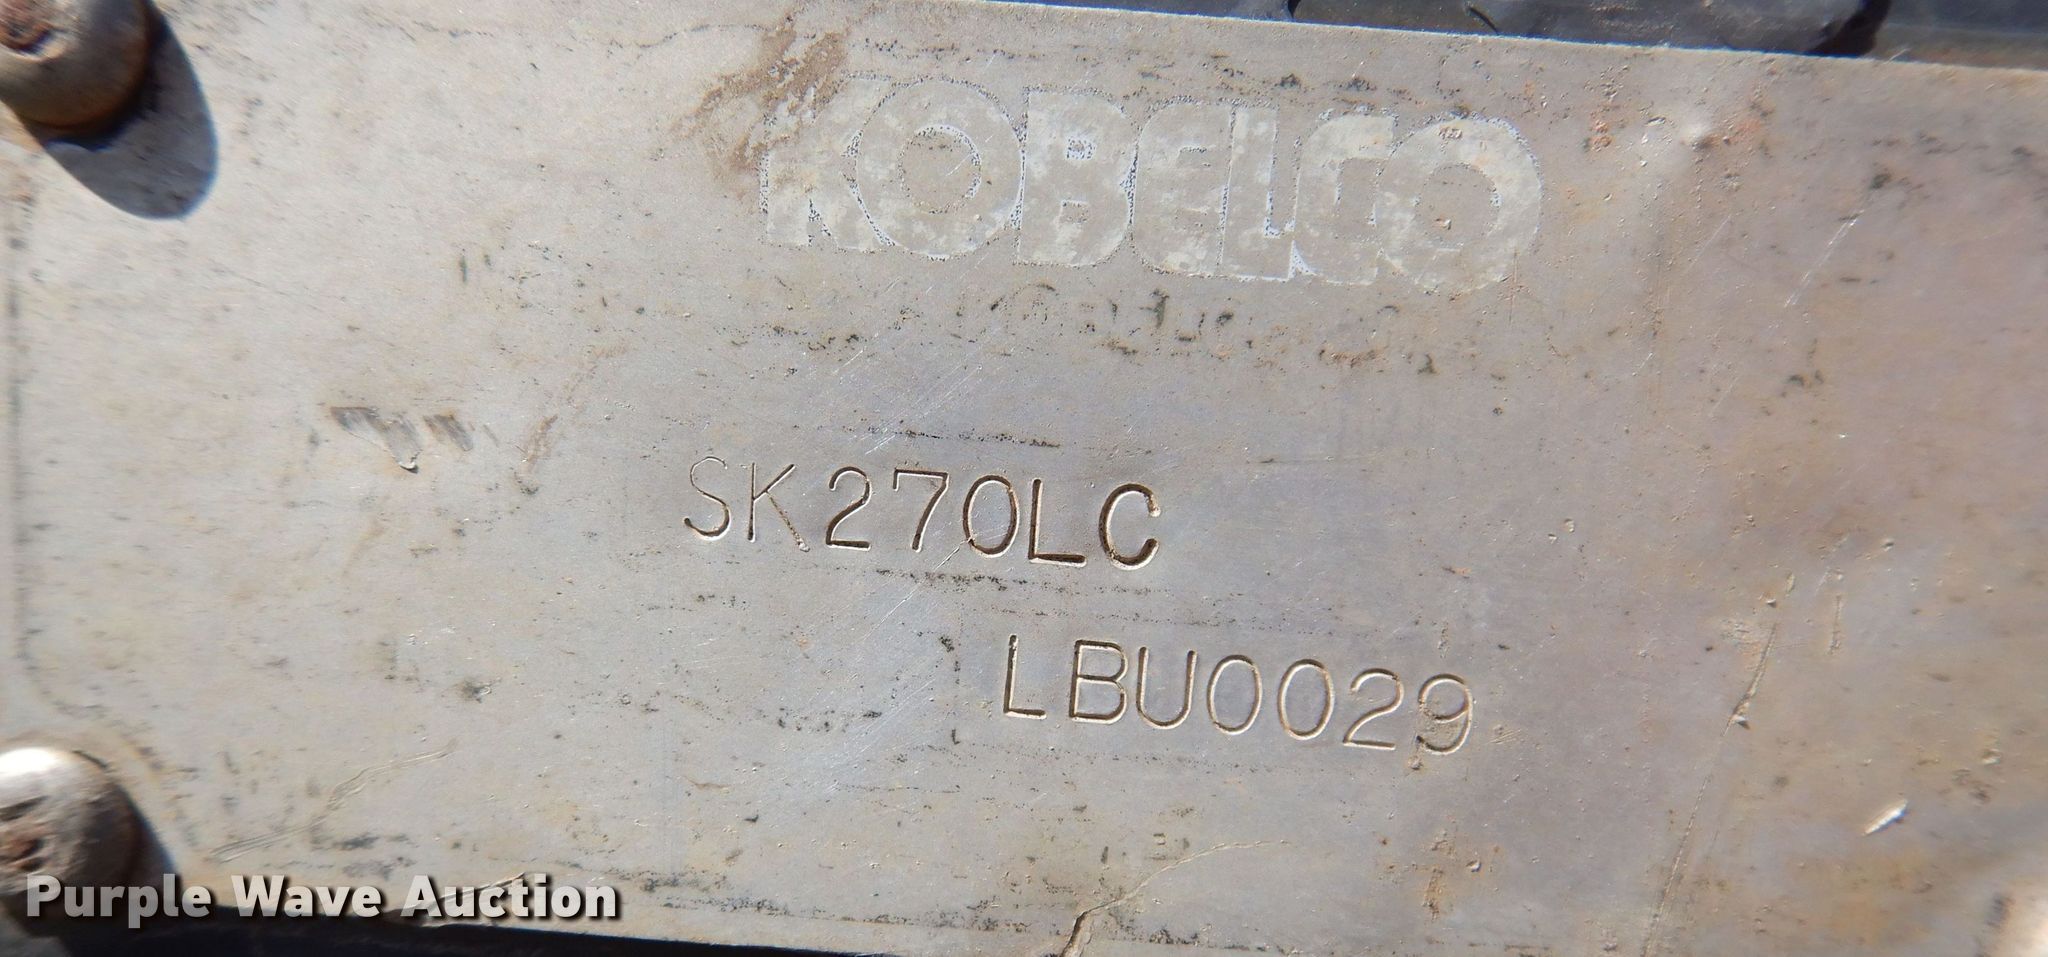 KOBELCO
SK270LC
LBU0029
Purple Wave Auction